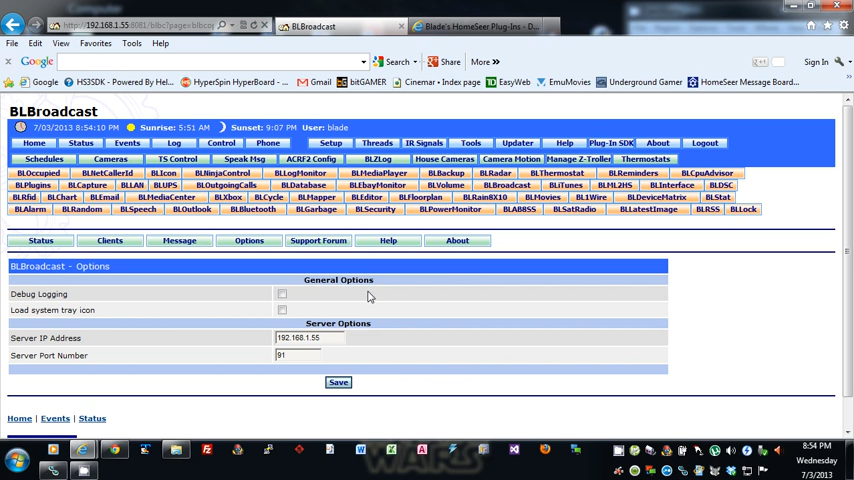 Computer
http://192.168.1.55:8081/blbc?page=blbcop
BLBroadcast
Blade's HomeSeer Plug-Ins - D...
File Edit View Favorites Tools Help
Google Search Share More >> Sign In
Google HS3SDK - Powered By Hel... HyperSpin HyperBoard - ... Gmail bitGAMER Cinemar • Index page EasyWeb EmuMovies Underground Gamer HomeSeer Message Board...
BLBroadcast
7/03/2013 8:54:10 PM Sunrise: 5:51 AM Sunset: 9:07 PM User: blade
Home Status Events Log Control Phone Setup Threads IR Signals Tools Updater Help Plug-In SDK About Logout
Schedules Cameras TS Control Speak Msg ACRF2 Config BLZLog House Cameras Camera Motion Manage Z-Troller Thermostats
BLOccupied BLNetCallerId BLIcon BLNinjaControl BLLogMonitor BLMediaPlayer BLBackup BLRadar BLThermostat BLReminders BLCpuAdvisor
BLPlugins BLCapture BLLAN BLUPS BLOutgoingCalls BLDatabase BLEbayMonitor BLVolume BLBroadcast BLiTunes BLML2HS BLInterface BLDSC
BLRfid BLChart BLEmail BLMediaCenter BLXbox BLCycle BLMapper BLEditor BLFloorplan BLRain8X10 BLMovies BL1Wire BLDeviceMatrix BLStat
BLAlarm BLRandom BLSpeech BLOutlook BLBluetooth BLGarbage BLSecurity BLPowerMonitor BLAB8SS BLSatRadio BLLatestImage BLRSS BLLock
Status Clients Message Options Support Forum Help About
BLBroadcast - Options
General Options
Debug Logging
Load system tray icon
Server Options
Server IP Address 192.168.1.55
Server Port Number 91
Save
Home | Events | Status
WARS
8:54 PM
Wednesday
7/3/2013